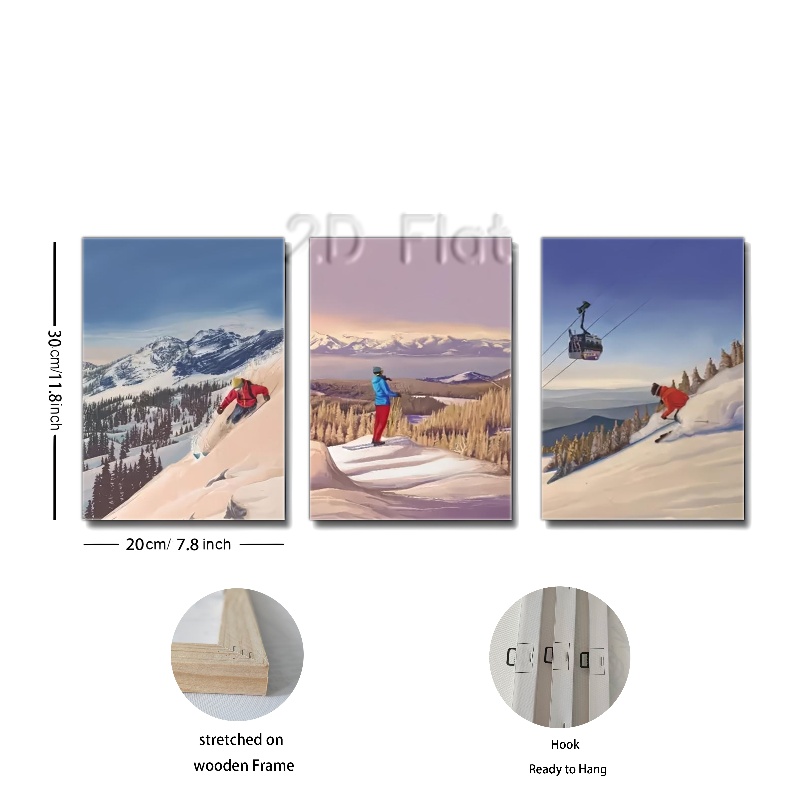 2D Flat
30cm/11.8inch
20cm/ 7.8 inch
stretched on
wooden Frame
Hook
Ready to Hang